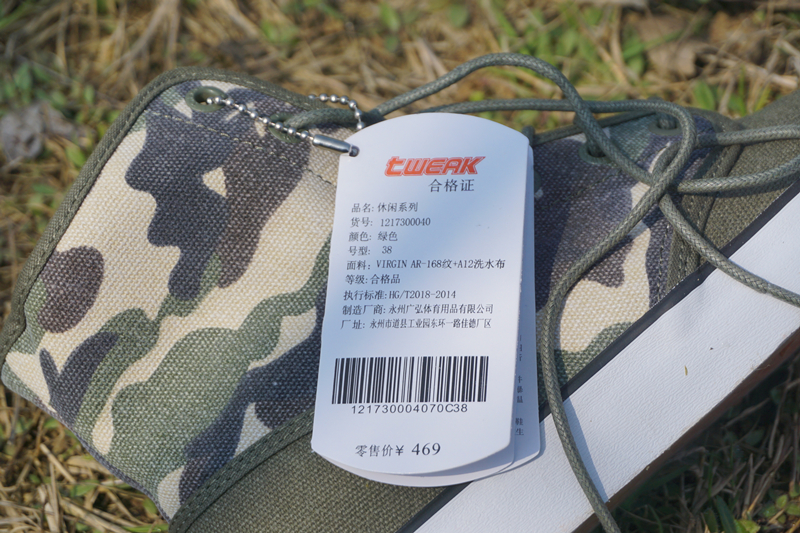 tWEAK
合格证
品名: 休闲系列
货号: 1217300040
颜色: 绿色
号型: 38
面料: VIRGIN AR-168纹+A12洗水布
等级: 合格品
执行标准: HG/T2018-2014
制造厂商: 永州广弘体育用品有限公司
厂址: 永州市道县工业园东环一路佳德厂区
121730004070C38
零售价¥ 469